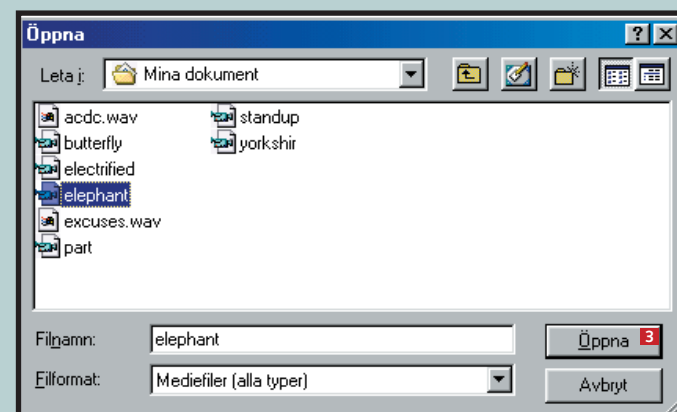 Öppna
Leta i: Mina dokument
acdc.wav standup
butterfly yorkshir
electrified
elephant
excuses.wav
part
Filnamn: elephant Öppna 3
Filformat: Mediefiler (alla typer) Avbryt